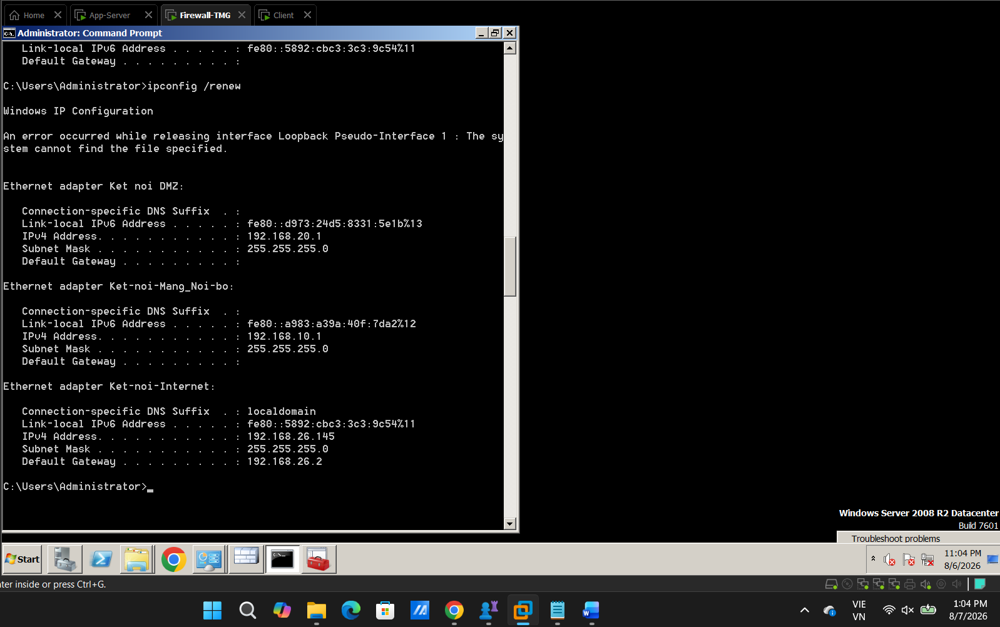 Home
App-Server
Firewall-TMG
Client
Administrator: Command Prompt
Link-local IPv6 Address . . . . . : fe80::5892:cbc3:3c3:9c54%11
Default Gateway . . . . . . . . . :
C:\Users\Administrator>ipconfig /renew
Windows IP Configuration
An error occurred while releasing interface Loopback Pseudo-Interface 1 : The sy
stem cannot find the file specified.
Ethernet adapter Ket noi DMZ:
Connection-specific DNS Suffix  . :
Link-local IPv6 Address . . . . . : fe80::d973:24d5:8331:5e1b%13
IPv4 Address. . . . . . . . . . . : 192.168.20.1
Subnet Mask . . . . . . . . . . . : 255.255.255.0
Default Gateway . . . . . . . . . :
Ethernet adapter Ket-noi-Mang_Noi-bo:
Connection-specific DNS Suffix  . :
Link-local IPv6 Address . . . . . : fe80::a983:a39a:40f:7da2%12
IPv4 Address. . . . . . . . . . . : 192.168.10.1
Subnet Mask . . . . . . . . . . . : 255.255.255.0
Default Gateway . . . . . . . . . :
Ethernet adapter Ket-noi-Internet:
Connection-specific DNS Suffix  . : localdomain
Link-local IPv6 Address . . . . . : fe80::5892:cbc3:3c3:9c54%11
IPv4 Address. . . . . . . . . . . : 192.168.26.145
Subnet Mask . . . . . . . . . . . : 255.255.255.0
Default Gateway . . . . . . . . . : 192.168.26.2
C:\Users\Administrator>_
Windows Server 2008 R2 Datacenter
Build 7601
Troubleshoot problems
Start
11:04 PM
8/6/2026
nter inside or press Ctrl+G.
VIE
VN
1:04 PM
8/7/2026